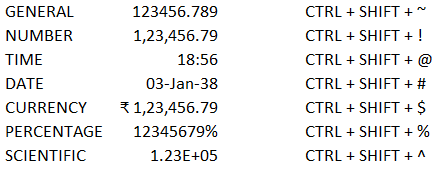 GENERAL 123456.789 CTRL + SHIFT + ~
NUMBER 1,23,456.79 CTRL + SHIFT + !
TIME 18:56 CTRL + SHIFT + @
DATE 03-Jan-38 CTRL + SHIFT + #
CURRENCY ₹ 1,23,456.79 CTRL + SHIFT + $
PERCENTAGE 12345679% CTRL + SHIFT + %
SCIENTIFIC 1.23E+05 CTRL + SHIFT + ^